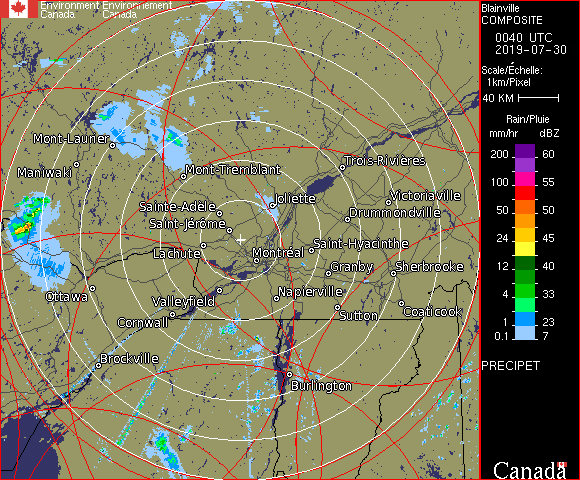 Environment Environnement
Canada Canada
Blainville
COMPOSITE
0040 UTC
2019-07-30
Scale/Échelle:
1km/Pixel
40 KM
Rain/Pluie
mm/hr dBZ
200 60
100 55
50 50
24 45
12 40
4 33
1 23
0.1 7
PRECIPET
Canada
Mont-Laurier
Maniwaki
Mont-Tremblant
Trois-Rivières
Joliette
Victoriaville
Sainte-Adèle
Drummondville
Saint-Jérôme
Saint-Hyacinthe
Lachute
Montréal
Granby
Sherbrooke
Ottawa
Valleyfield
Napierville
Coaticook
Cornwall
Sutton
Brockville
Burlington